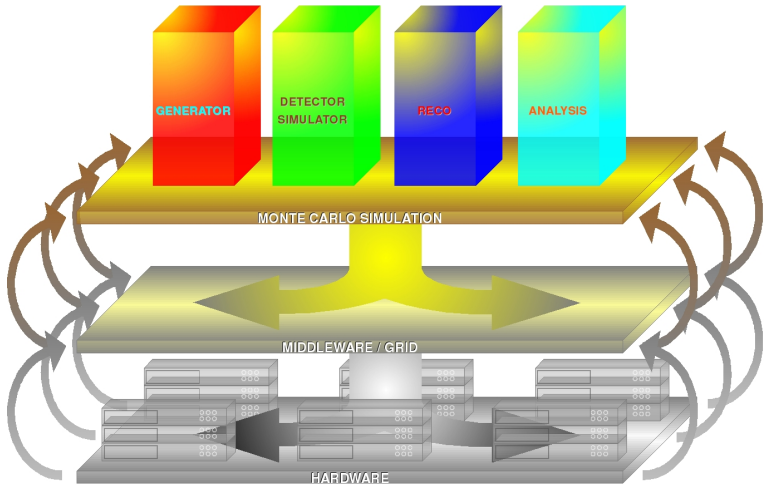 GENERATOR
DETECTOR
SIMULATOR
RECO
ANALYSIS
MONTE CARLO SIMULATION
MIDDLEWARE / GRID
HARDWARE